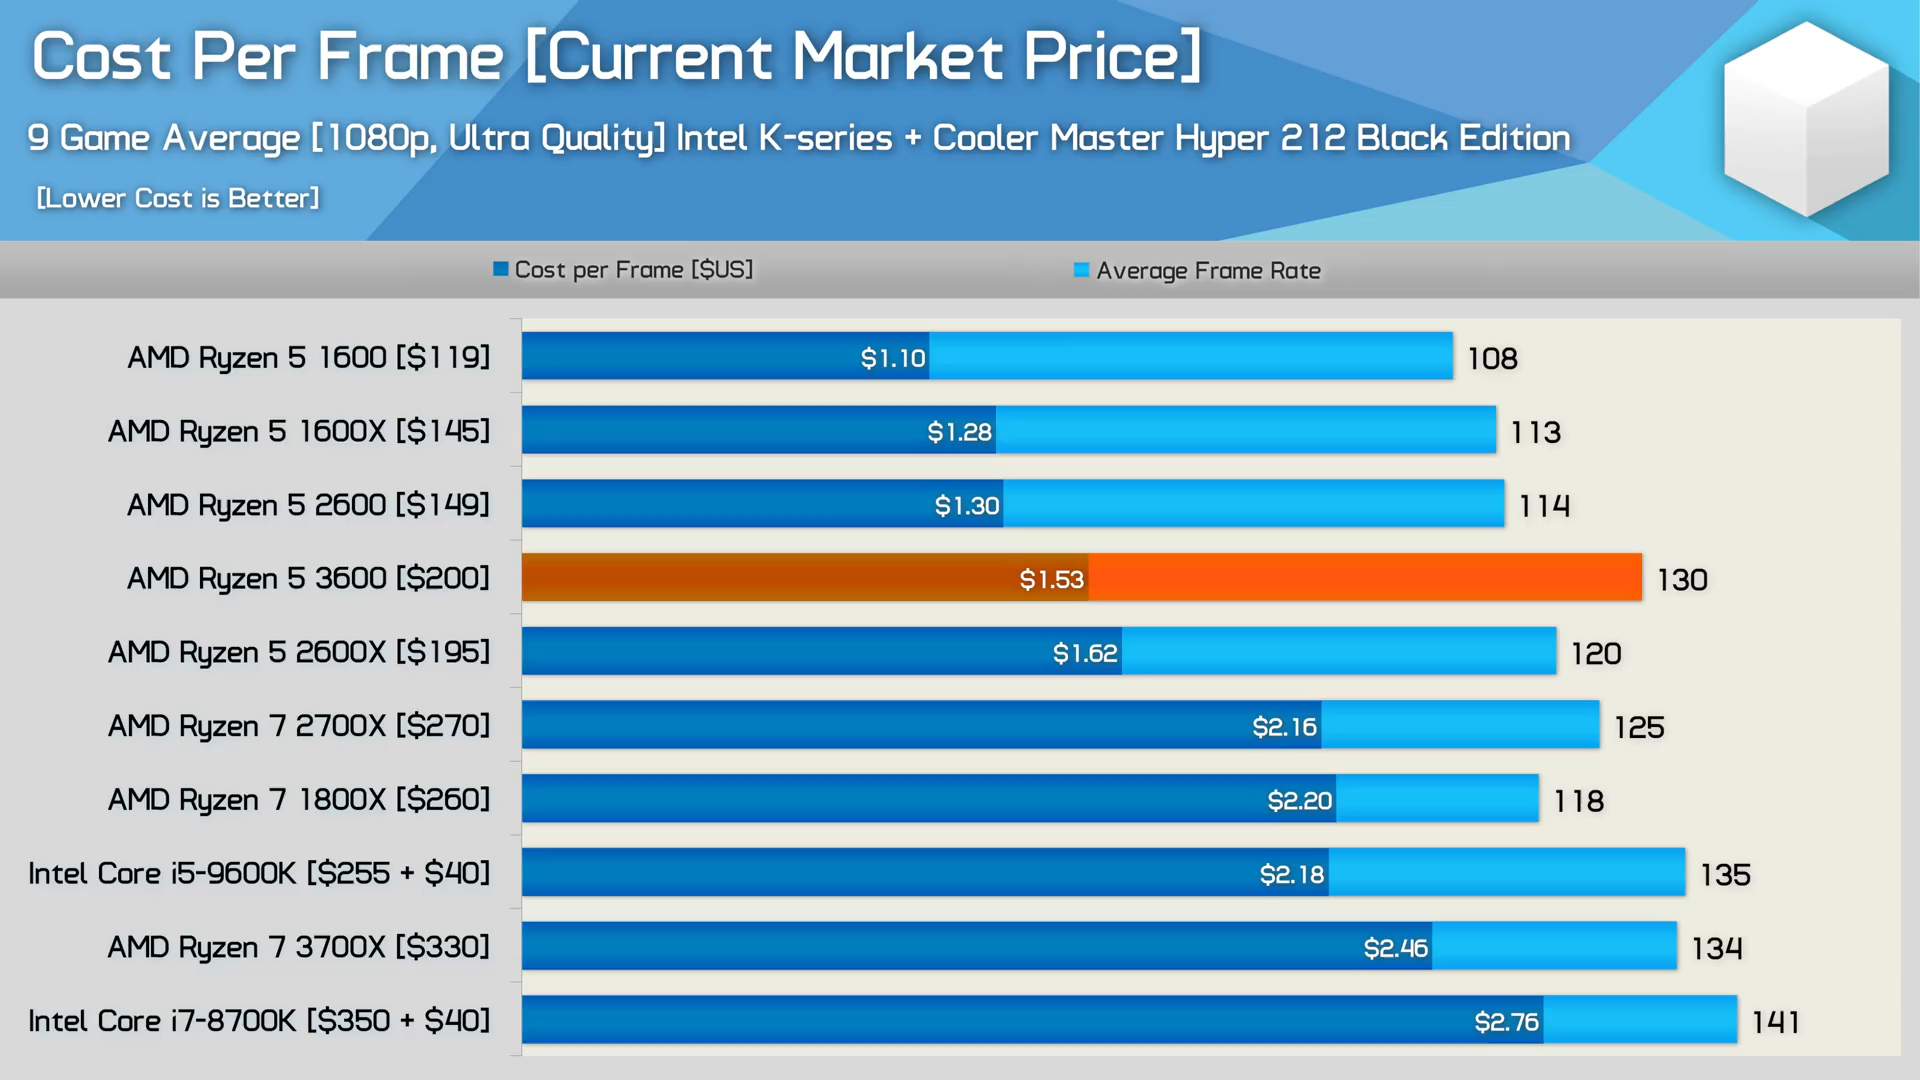 Cost Per Frame [Current Market Price]
9 Game Average [1080p, Ultra Quality] Intel K-series + Cooler Master Hyper 212 Black Edition
[Lower Cost is Better]
Cost per Frame [$US] Average Frame Rate
AMD Ryzen 5 1600 [$119] $1.10 108
AMD Ryzen 5 1600X [$145] $1.28 113
AMD Ryzen 5 2600 [$149] $1.30 114
AMD Ryzen 5 3600 [$200] $1.53 130
AMD Ryzen 5 2600X [$195] $1.62 120
AMD Ryzen 7 2700X [$270] $2.16 125
AMD Ryzen 7 1800X [$260] $2.20 118
Intel Core i5-9600K [$255 + $40] $2.18 135
AMD Ryzen 7 3700X [$330] $2.46 134
Intel Core i7-8700K [$350 + $40] $2.76 141